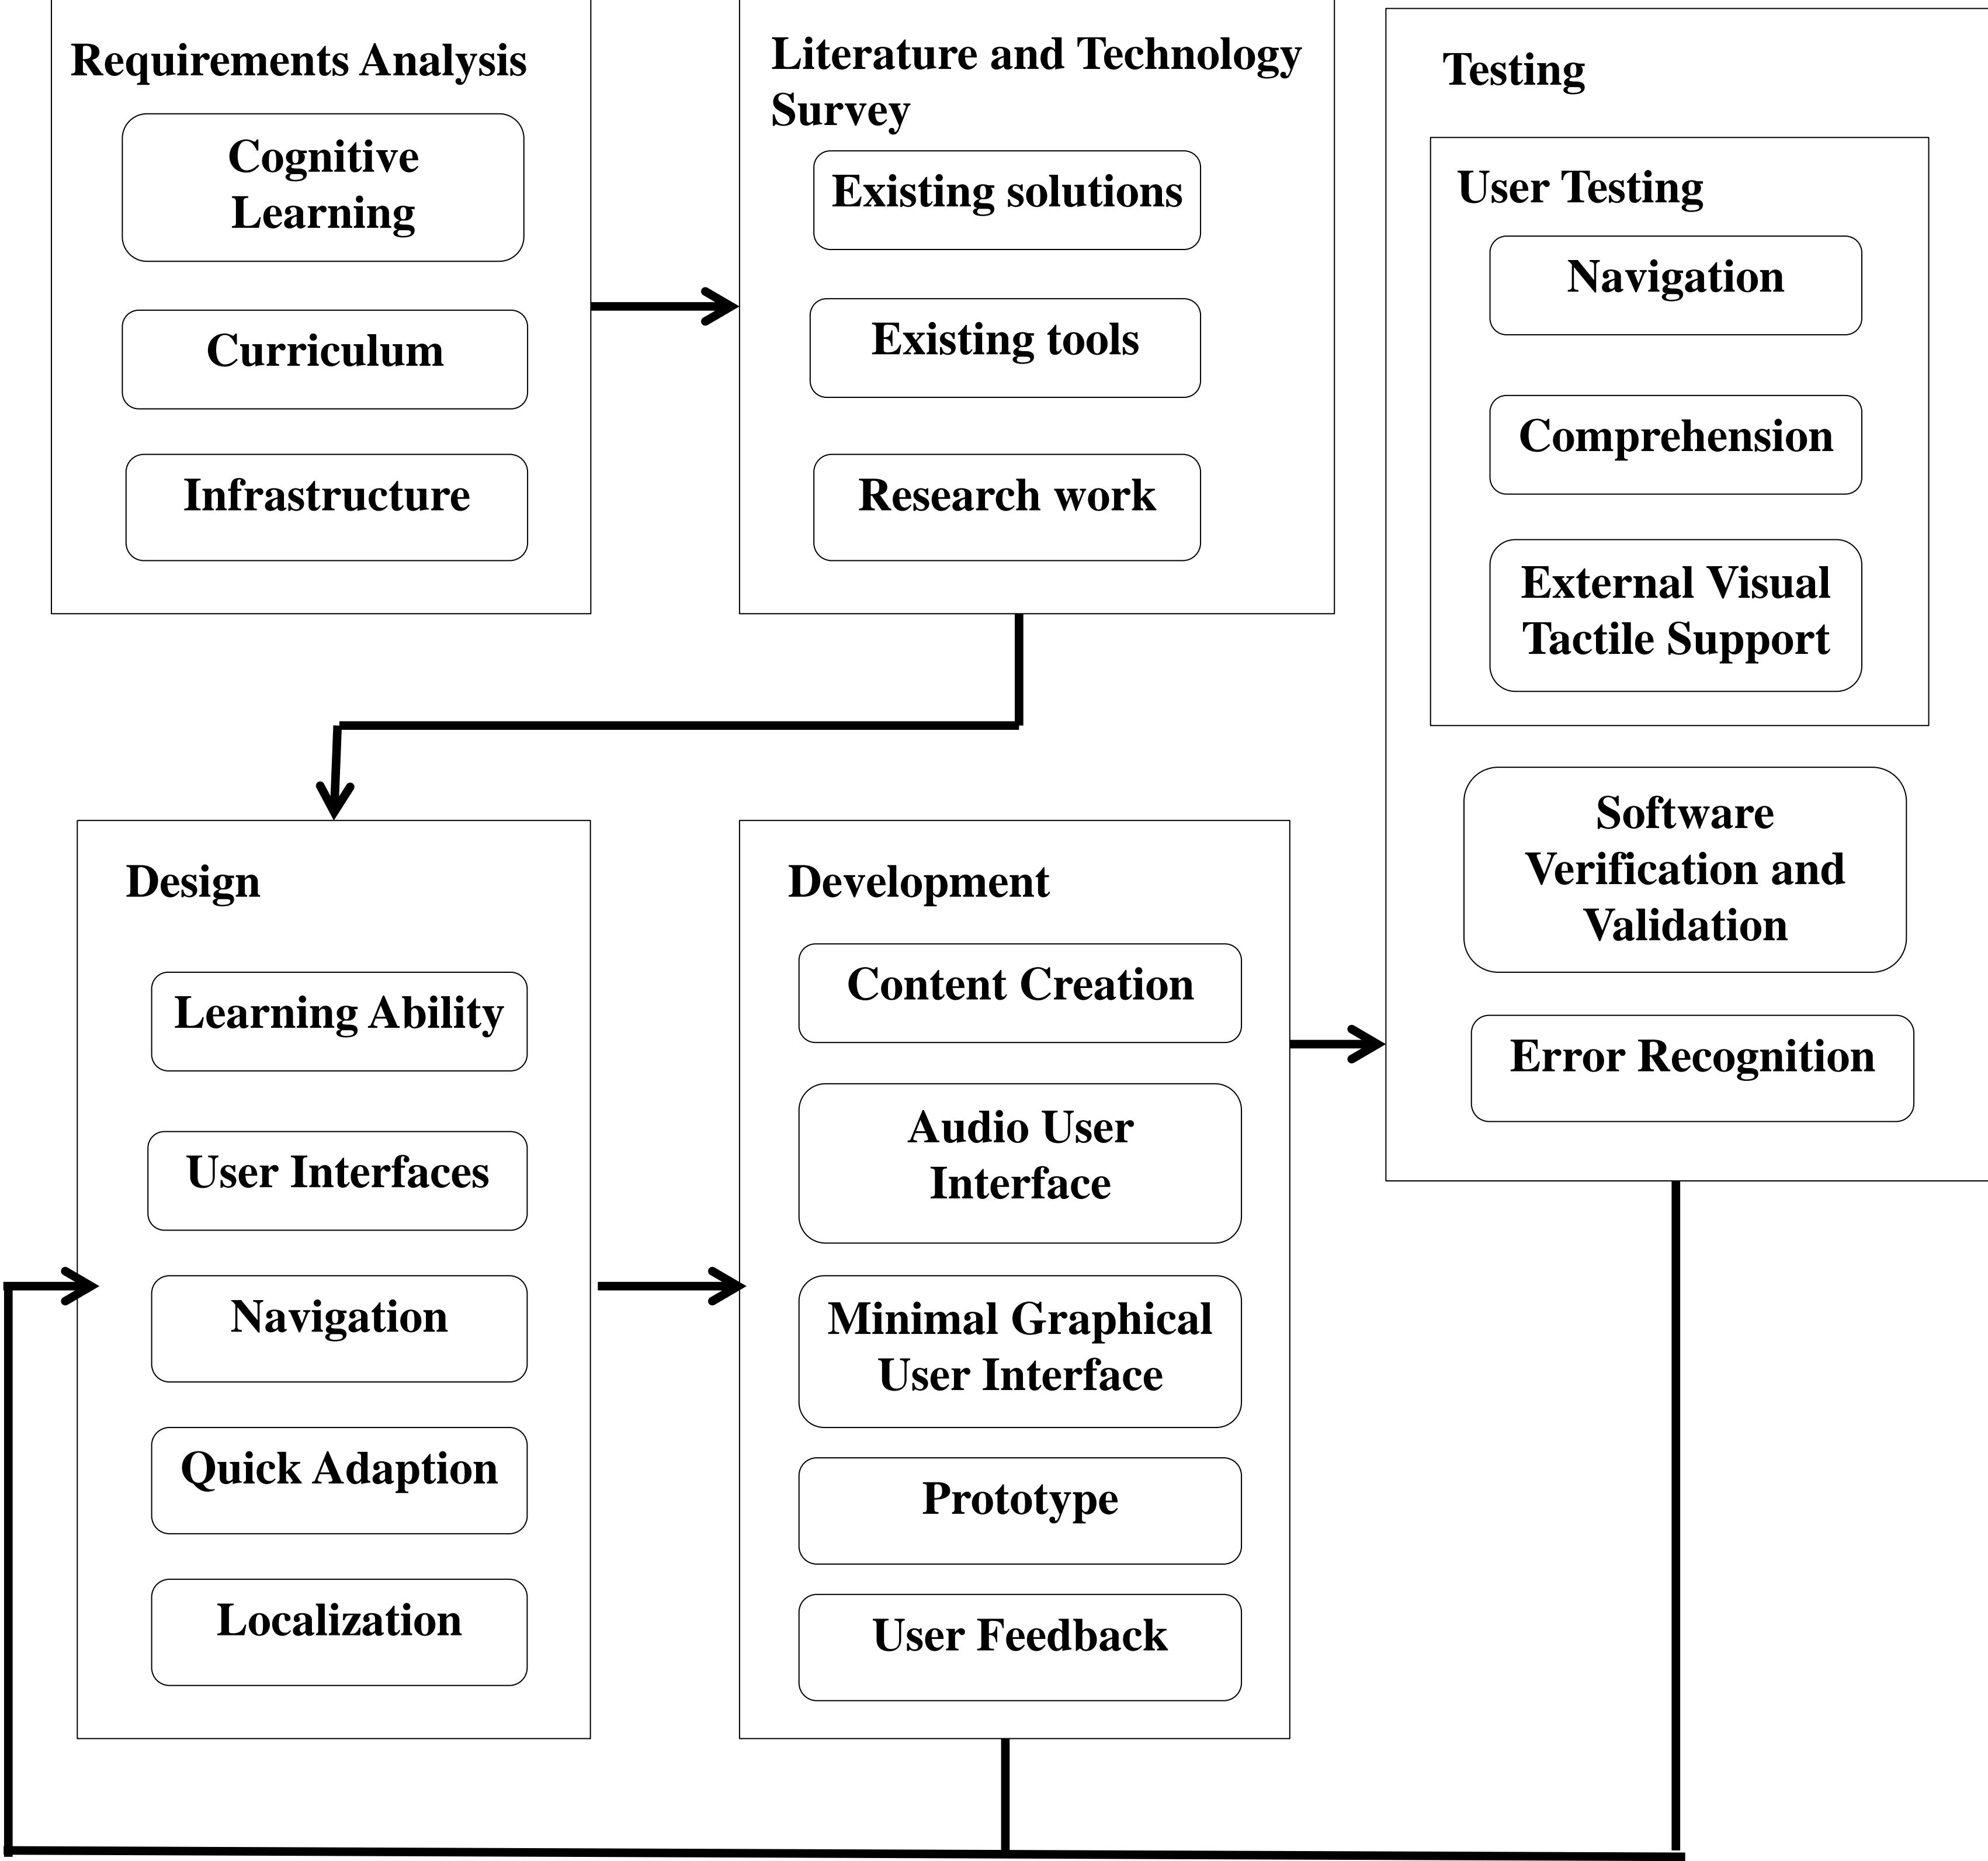 Requirements Analysis
Cognitive
Learning
Curriculum
Infrastructure
Literature and Technology
Survey
Existing solutions
Existing tools
Research work
Design
Learning Ability
User Interfaces
Navigation
Quick Adaption
Localization
Development
Content Creation
Audio User
Interface
Minimal Graphical
User Interface
Prototype
User Feedback
Testing
User Testing
Navigation
Comprehension
External Visual
Tactile Support
Software
Verification and
Validation
Error Recognition